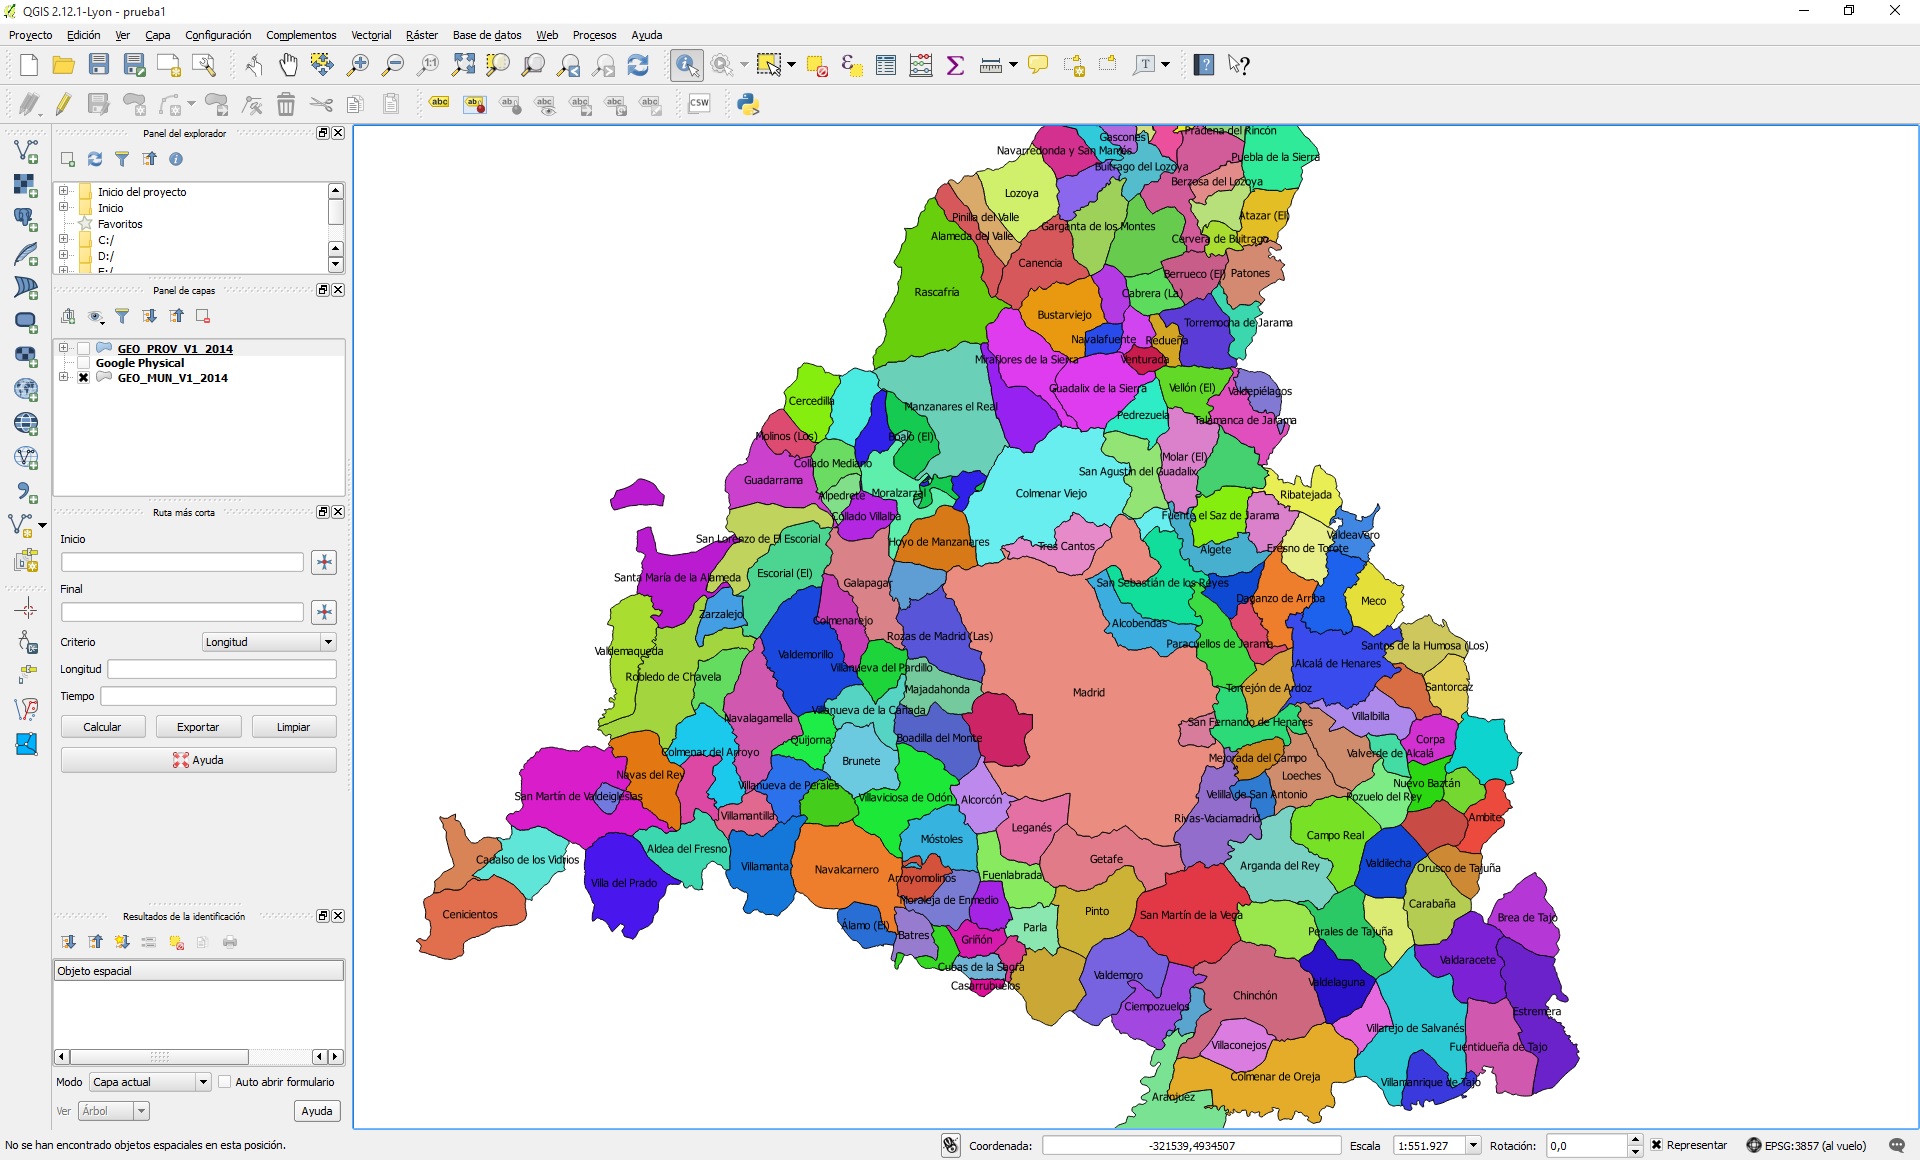 QGIS 2.12.1-Lyon - prueba1
Proyecto Edición Ver Capa Configuración Complementos Vectorial Ráster Base de datos Web Procesos Ayuda
1:1
T
?
?
abc abc abc abc abc abc abc CSW
Panel del explorador
Inicio del proyecto
Inicio
Favoritos
C:/
D:/
E:/
Panel de capas
GEO_PROV_V1_2014
Google Physical
GEO_MUN_V1_2014
Ruta más corta
Inicio
Final
Criterio Longitud
Longitud
Tiempo
Calcular Exportar Limpiar
Ayuda
Resultados de la identificación
Objeto espacial
Modo Capa actual Auto abrir formulario
Ver Árbol Ayuda
Prádena del Rincón
Gascones
Navarredonda y San Mamés
Puebla de la Sierra
Buitrago del Lozoya
Berzosa del Lozoya
Lozoya
Atazar (El)
Pinilla del Valle
Garganta de los Montes
Alameda del Valle
Cervera de Buitrago
Canencia
Berrueco (El)
Patones
Rascafría
Cabrera (La)
Bustarviejo
Torremocha de Jarama
Navalafuente
Redueña
Miraflores de la Sierra
Venturada
Guadalix de la Sierra
Vellón (El)
Valdepiélagos
Cercedilla
Manzanares el Real
Pedrezuela
Talamanca de Jarama
Molinos (Los)
Boalo (El)
Molar (El)
Collado Mediano
San Agustín del Guadalix
Guadarrama
Alpedrete
Moralzarzal
Colmenar Viejo
Ribatejada
Collado Villalba
Fuente el Saz de Jarama
San Lorenzo de El Escorial
Hoyo de Manzanares
Tres Cantos
Algete
Fresno de Torote
Valdeavero
Santa María de la Alameda
Escorial (El)
Galapagar
San Sebastián de los Reyes
Daganzo de Arriba
Meco
Zarzalejo
Colmenarejo
Alcobendas
Rozas de Madrid (Las)
Paracuellos de Jarama
Santos de la Humosa (Los)
Valdemaqueda
Valdemorillo
Villanueva del Pardillo
Alcalá de Henares
Robledo de Chavela
Majadahonda
Madrid
Torrejón de Ardoz
Santorcaz
Navalagamella
Villanueva de la Cañada
San Fernando de Henares
Villalbilla
Quijorna
Boadilla del Monte
Corpa
Colmenar del Arroyo
Valverde de Alcalá
Brunete
Mejorada del Campo
Navas del Rey
Loeches
Nuevo Baztán
Villanueva de Perales
San Martín de Valdeiglesias
Villaviciosa de Odón
Alcorcón
Velilla de San Antonio
Pozuelo del Rey
Villamantilla
Rivas-Vaciamadrid
Ambite
Leganés
Campo Real
Móstoles
Aldea del Fresno
Cadalso de los Vidrios
Getafe
Villamanta
Navalcarnero
Arganda del Rey
Valdilecha
Orusco de Tajuña
Villa del Prado
Arroyomolinos
Fuenlabrada
Moraleja de Enmedio
Carabaña
Cenicientos
Pinto
San Martín de la Vega
Brea de Tajo
Álamo (El)
Parla
Perales de Tajuña
Batres
Griñón
Valdaracete
Cubas de la Sagra
Valdemoro
Casarrubuelos
Valdelaguna
Chinchón
Ciempozuelos
Estremera
Villarejo de Salvanés
Villaconejos
Fuentidueña de Tajo
Colmenar de Oreja
Villamanrique de Tajo
Aranjuez
No se han encontrado objetos espaciales en esta posición. Coordenada: -321539,4934507 Escala 1:551.927 Rotación: 0,0 Representar EPSG:3857 (al vuelo)